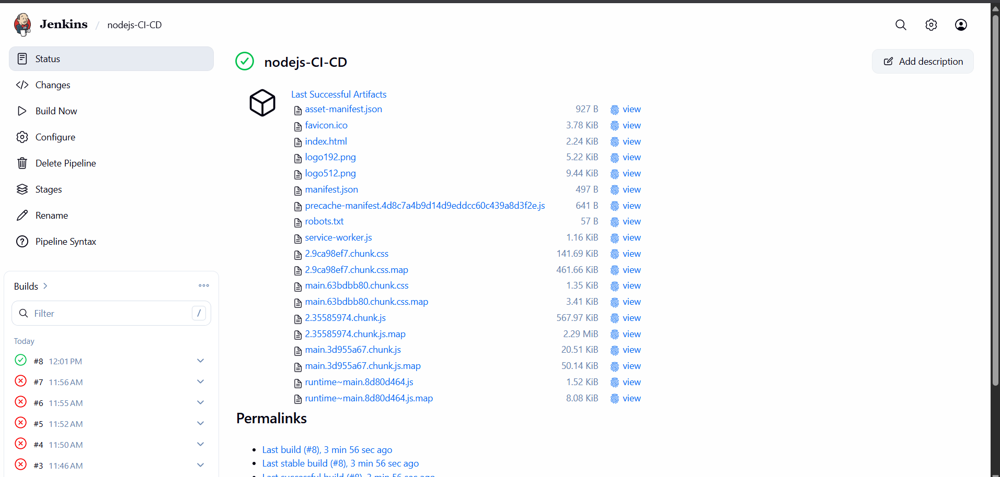 Jenkins / nodejs-CI-CD
Status
Changes
Build Now
Configure
Delete Pipeline
Stages
Rename
Pipeline Syntax
Builds
Filter /
Today
#8 12:01 PM
#7 11:56 AM
#6 11:55 AM
#5 11:52 AM
#4 11:50 AM
#3 11:46 AM
nodejs-CI-CD
Add description
Last Successful Artifacts
asset-manifest.json 927 B view
favicon.ico 3.78 KiB view
index.html 2.24 KiB view
logo192.png 5.22 KiB view
logo512.png 9.44 KiB view
manifest.json 497 B view
precache-manifest.4d8c7a4b9d14d9eddcc60c439a8d3f2e.js 641 B view
robots.txt 57 B view
service-worker.js 1.16 KiB view
2.9ca98ef7.chunk.css 141.69 KiB view
2.9ca98ef7.chunk.css.map 461.66 KiB view
main.63bdbb80.chunk.css 1.35 KiB view
main.63bdbb80.chunk.css.map 3.41 KiB view
2.35585974.chunk.js 567.97 KiB view
2.35585974.chunk.js.map 2.29 MiB view
main.3d955a67.chunk.js 20.51 KiB view
main.3d955a67.chunk.js.map 50.14 KiB view
runtime~main.8d80d464.js 1.52 KiB view
runtime~main.8d80d464.js.map 8.08 KiB view
Permalinks
Last build (#8), 3 min 56 sec ago
Last stable build (#8), 3 min 56 sec ago
Last successful build (#8), 3 min 56 sec ago